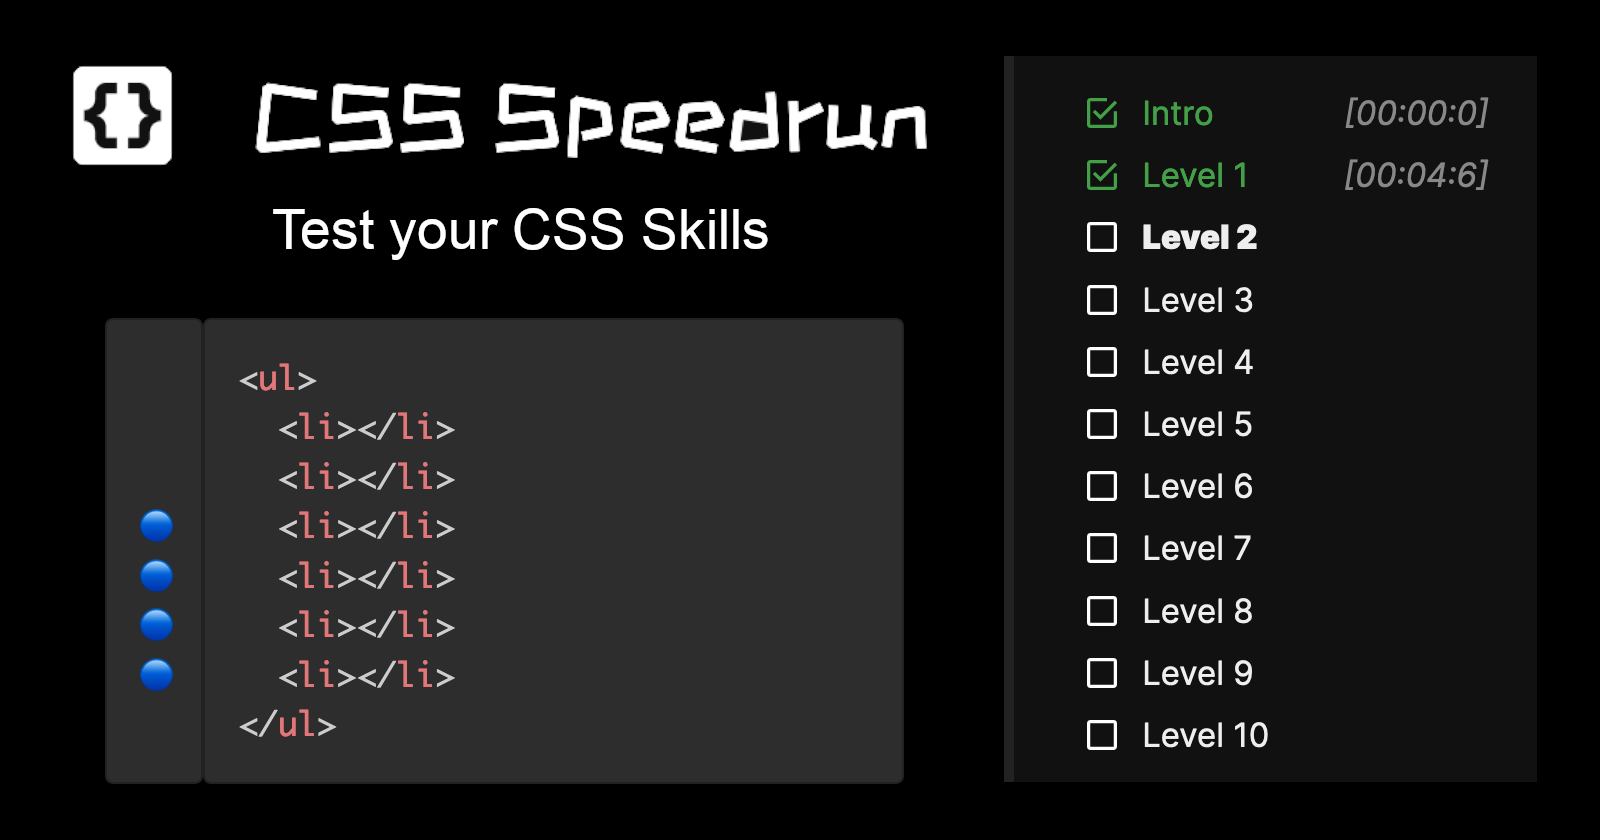 {}
CSS Speedrun
Test your CSS Skills
<ul>
<li></li>
<li></li>
<li></li>
<li></li>
<li></li>
<li></li>
</ul>
Intro [00:00:0]
Level 1 [00:04:6]
Level 2
Level 3
Level 4
Level 5
Level 6
Level 7
Level 8
Level 9
Level 10